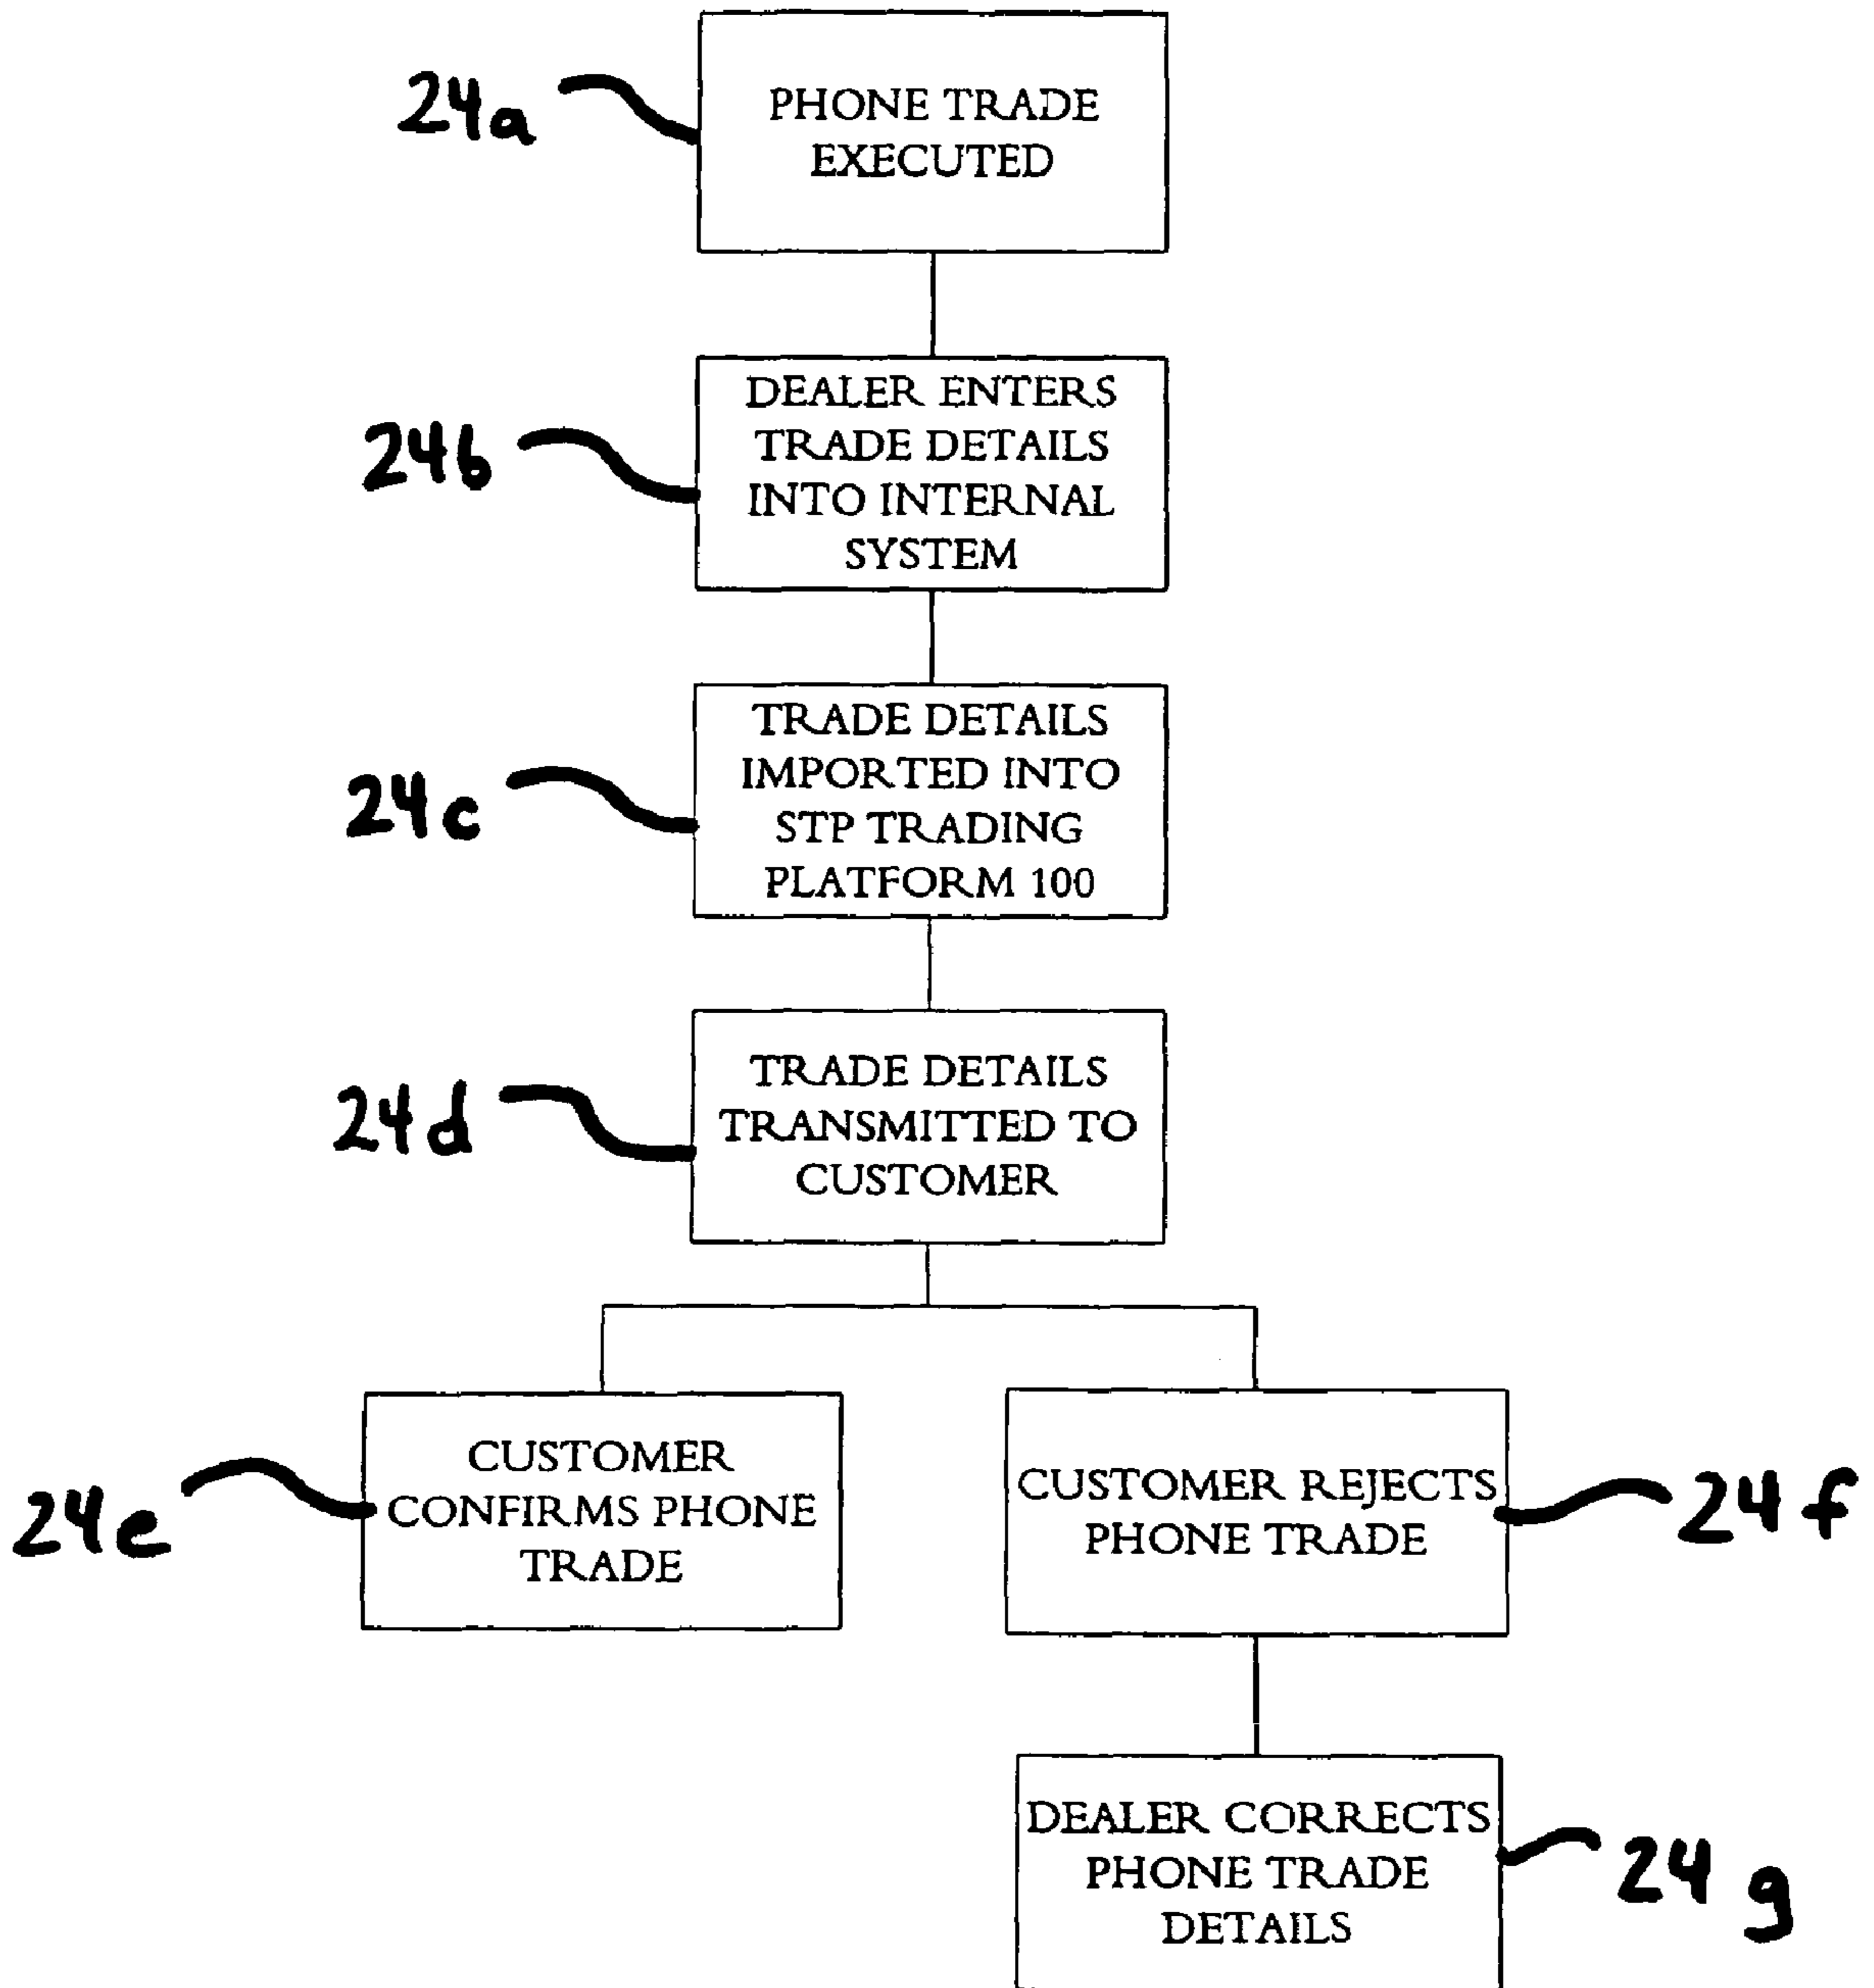 24a
PHONE TRADE
EXECUTED
24b
DEALER ENTERS
TRADE DETAILS
INTO INTERNAL
SYSTEM
24c
TRADE DETAILS
IMPORTED INTO
STP TRADING
PLATFORM 100
24d
TRADE DETAILS
TRANSMITTED TO
CUSTOMER
24e
CUSTOMER
CONFIRMS PHONE
TRADE
CUSTOMER REJECTS
PHONE TRADE
24f
DEALER CORRECTS
PHONE TRADE
DETAILS
24g